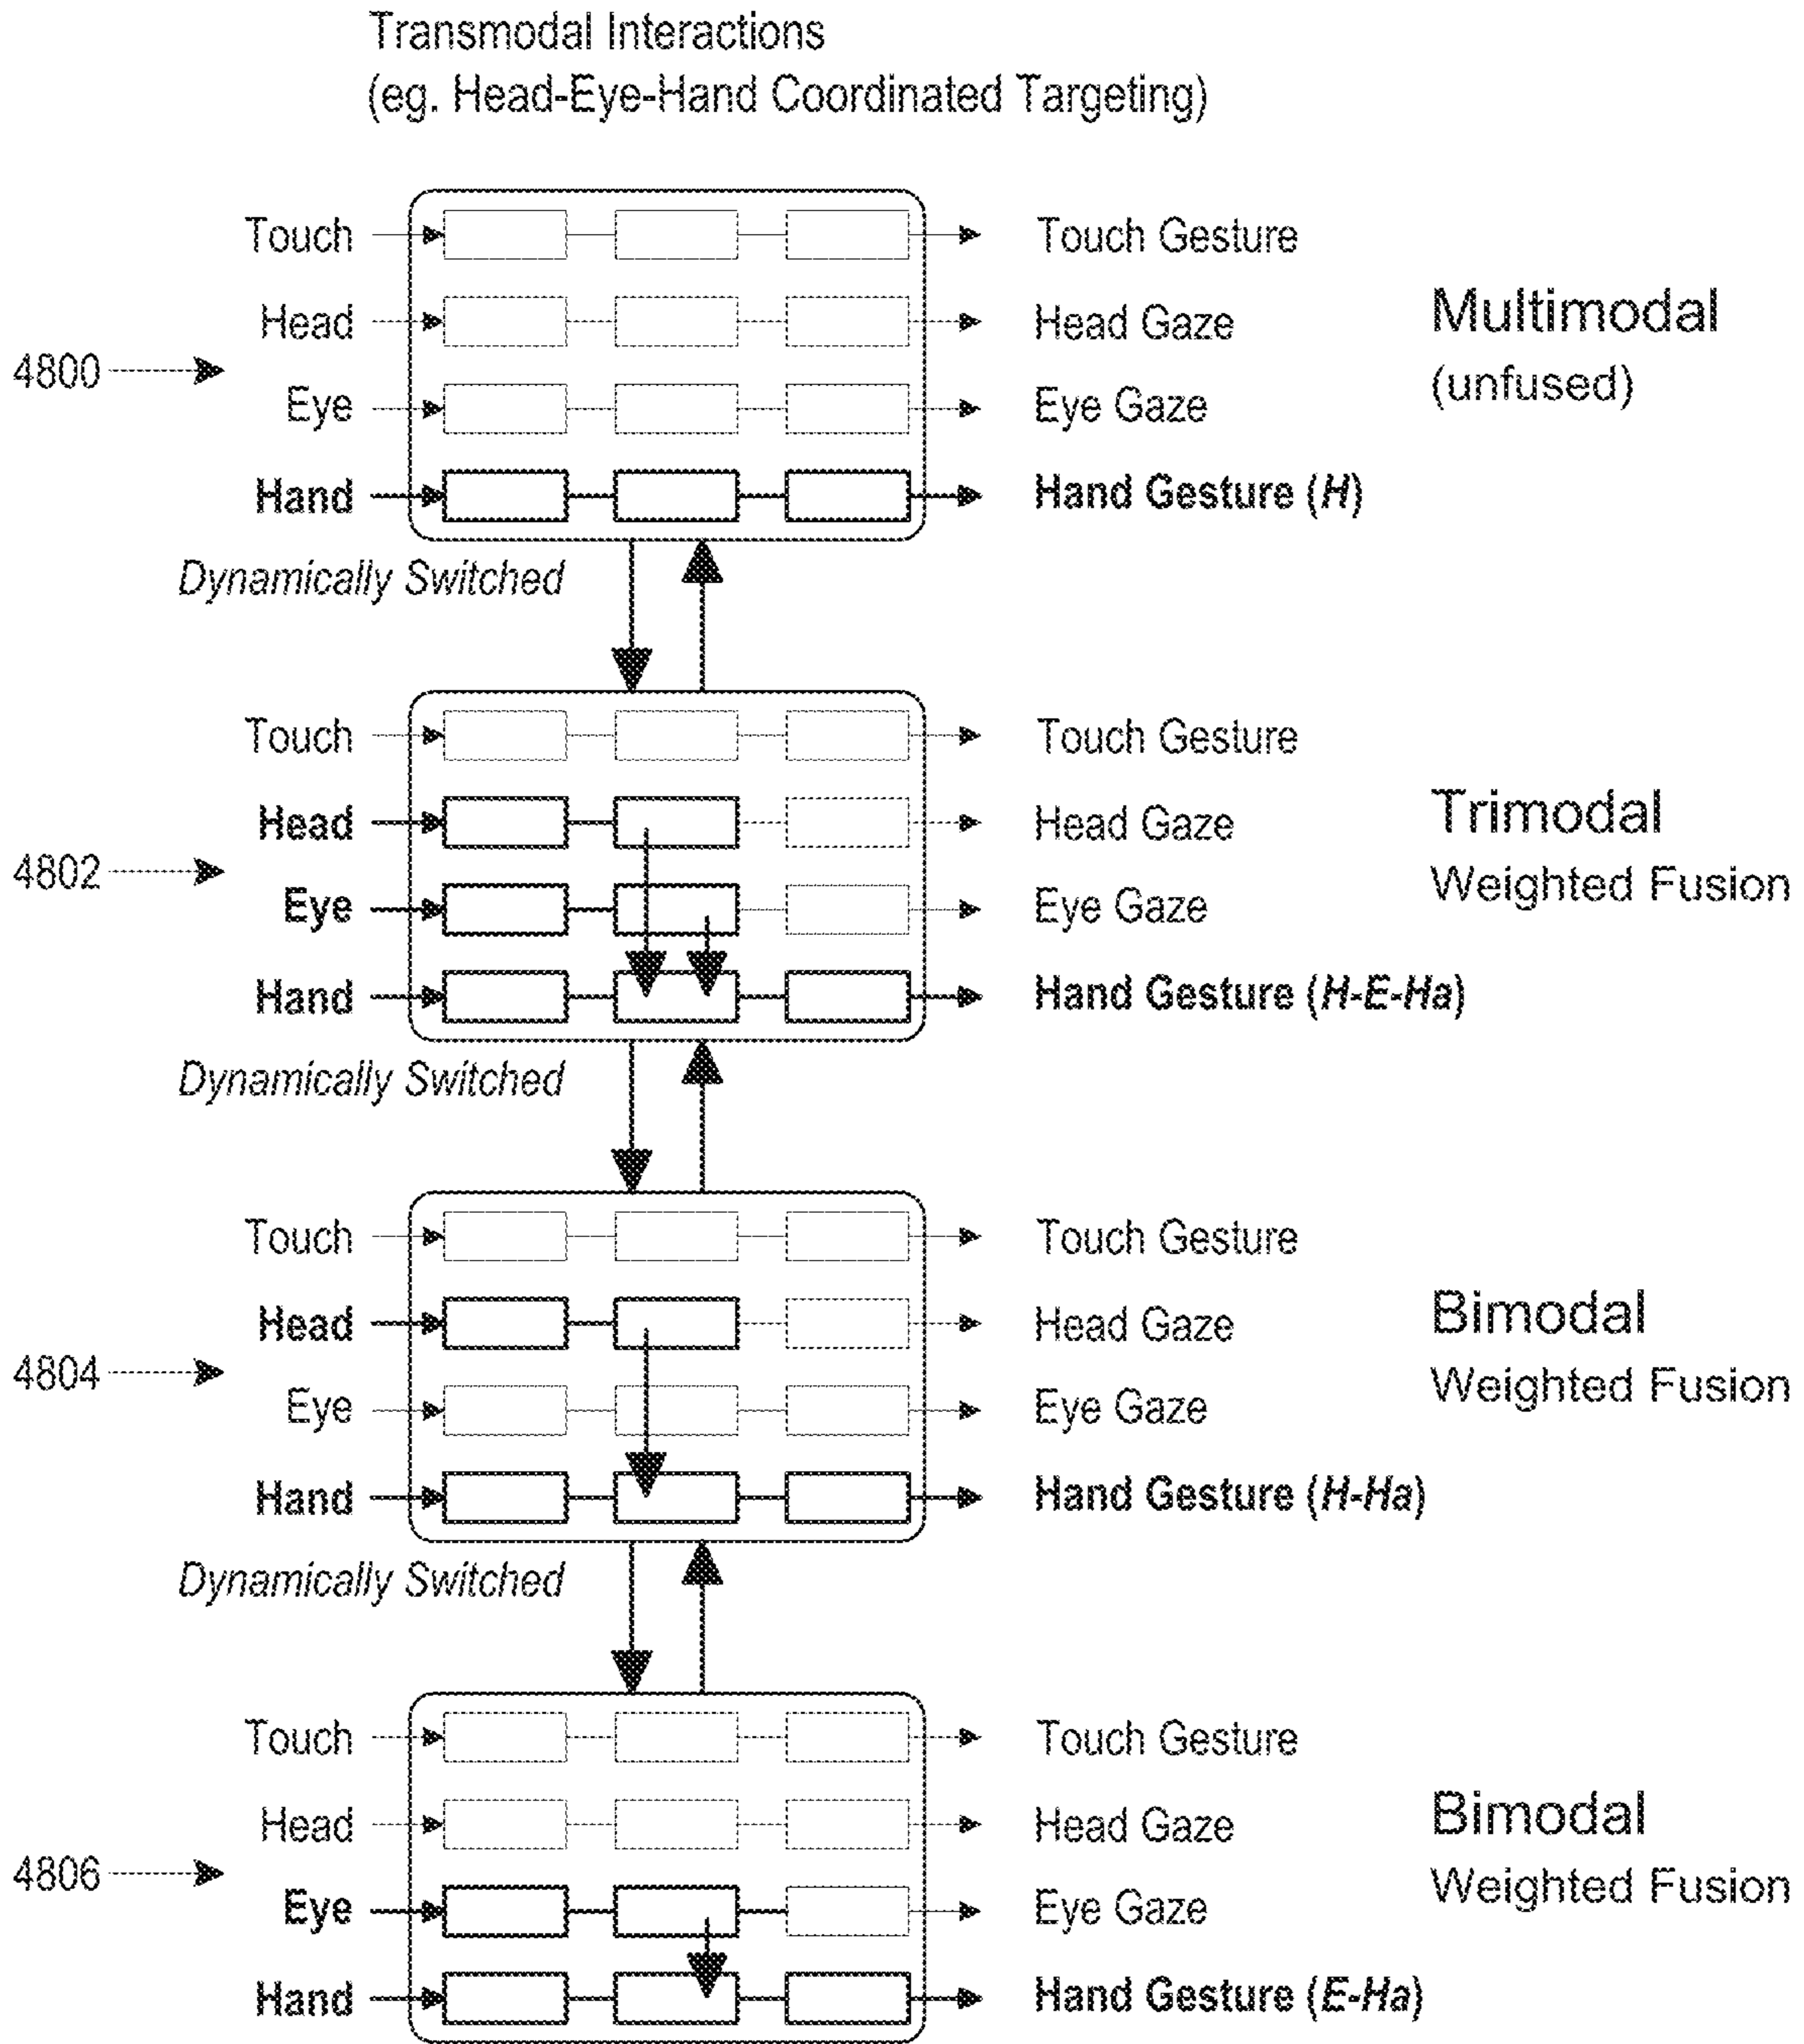 Transmodal Interactions
(eg. Head-Eye-Hand Coordinated Targeting)
Touch Touch Gesture
Head Head Gaze Multimodal
4800 (unfused)
Eye Eye Gaze
Hand Hand Gesture (H)
Dynamically Switched
Touch Touch Gesture
Head Head Gaze Trimodal
4802 Weighted Fusion
Eye Eye Gaze
Hand Hand Gesture (H-E-Ha)
Dynamically Switched
Touch Touch Gesture
Head Head Gaze Bimodal
4804 Weighted Fusion
Eye Eye Gaze
Hand Hand Gesture (H-Ha)
Dynamically Switched
Touch Touch Gesture
Head Head Gaze Bimodal
4806 Weighted Fusion
Eye Eye Gaze
Hand Hand Gesture (E-Ha)